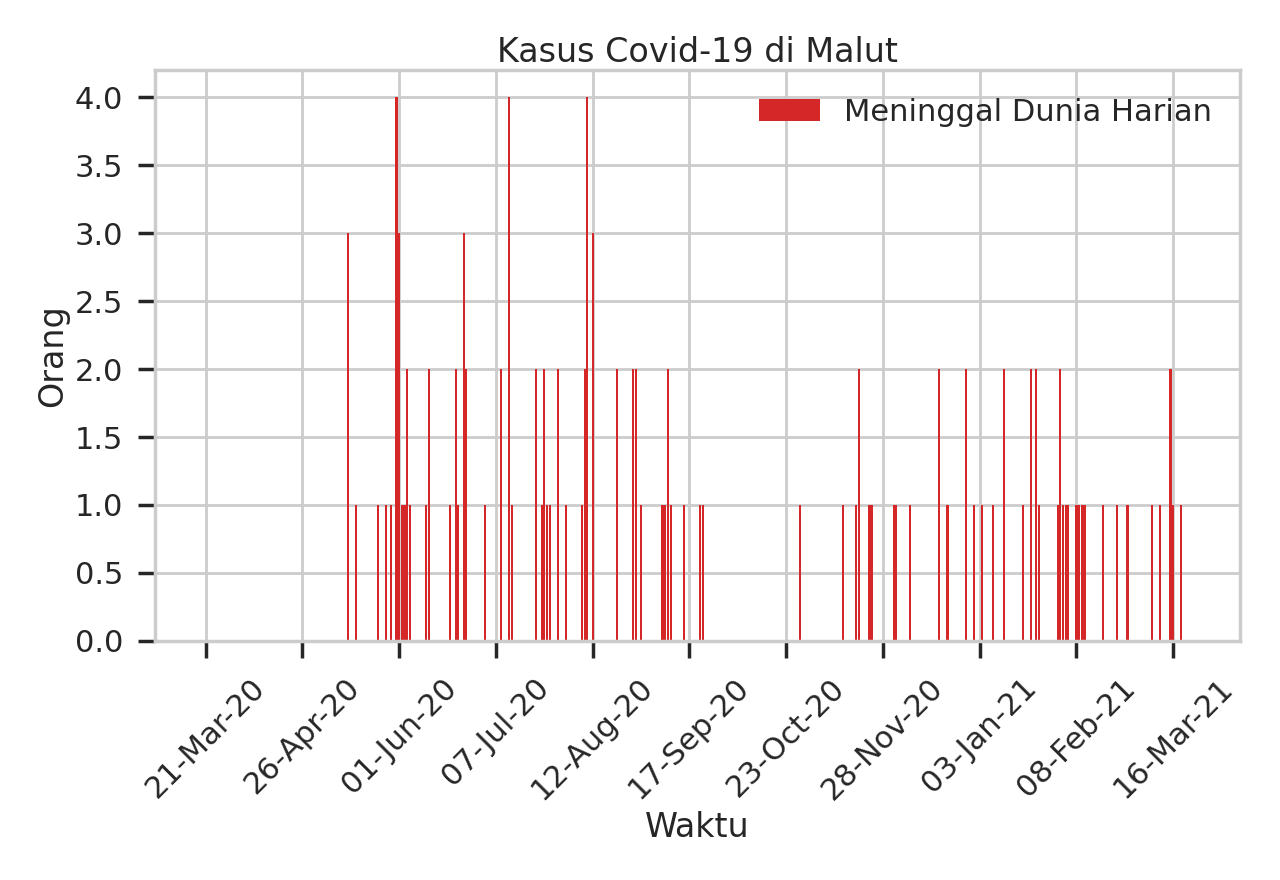 Kasus Covid-19 di Malut
Meninggal Dunia Harian
Orang
4.0
3.5
3.0
2.5
2.0
1.5
1.0
0.5
0.0
21-Mar-20
26-Apr-20
01-Jun-20
07-Jul-20
12-Aug-20
17-Sep-20
23-Oct-20
28-Nov-20
03-Jan-21
08-Feb-21
16-Mar-21
Waktu